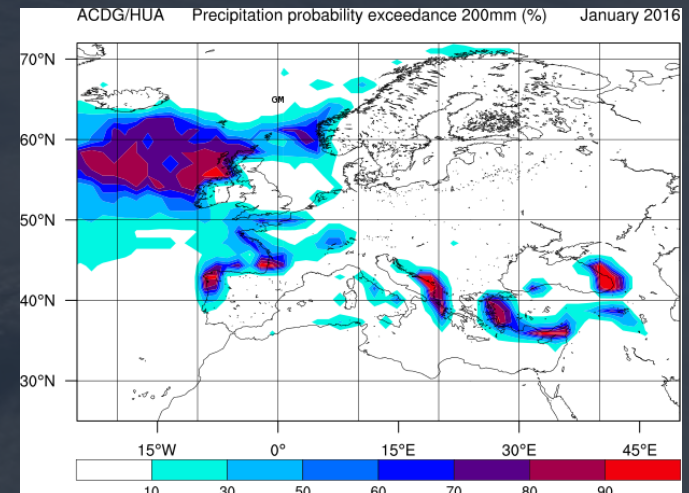 ACDG/HUA Precipitation probability exceedance 200mm (%) January 2016
70°N
GM
60°N
50°N
40°N
30°N
15°W 0° 15°E 30°E 45°E
10 30 50 60 70 80 90